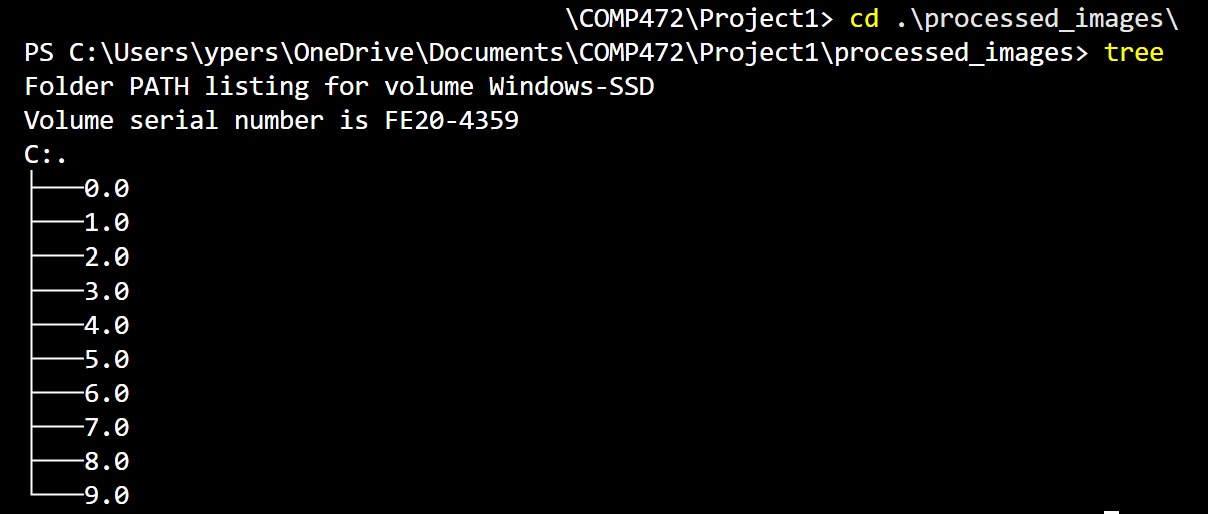 \COMP472\Project1> cd .\processed_images\
PS C:\Users\ypers\OneDrive\Documents\COMP472\Project1\processed_images> tree
Folder PATH listing for volume Windows-SSD
Volume serial number is FE20-4359
C:.
├───0.0
├───1.0
├───2.0
├───3.0
├───4.0
├───5.0
├───6.0
├───7.0
├───8.0
└───9.0